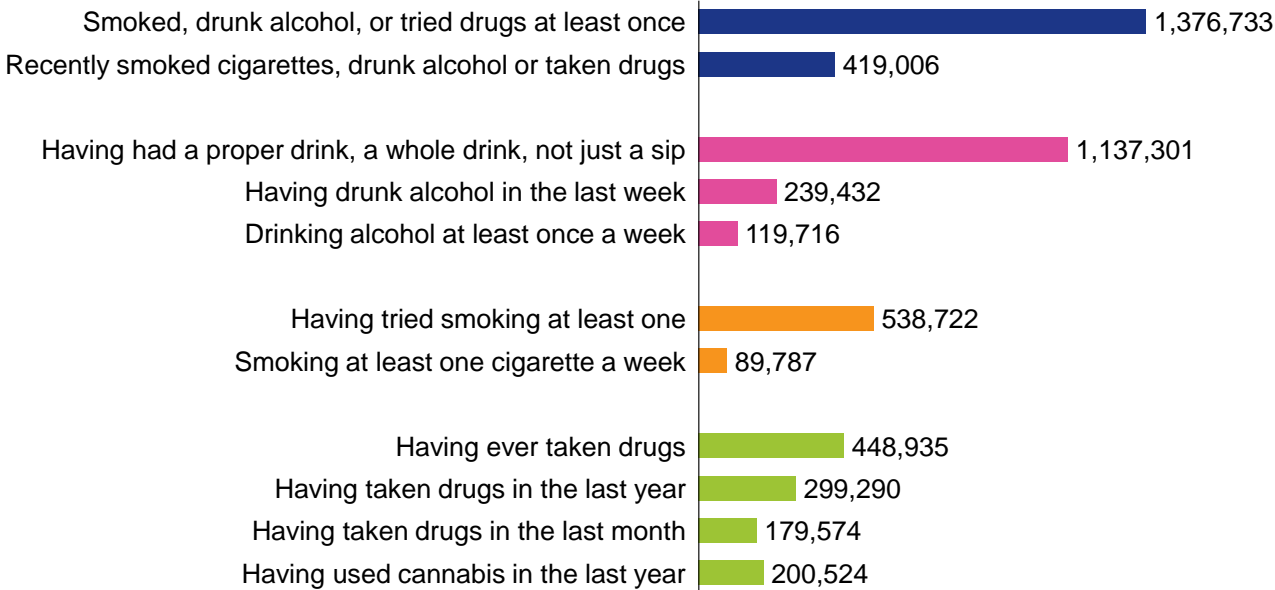 Smoked, drunk alcohol, or tried drugs at least once 1,376,733
Recently smoked cigarettes, drunk alcohol or taken drugs 419,006
Having had a proper drink, a whole drink, not just a sip 1,137,301
Having drunk alcohol in the last week 239,432
Drinking alcohol at least once a week 119,716
Having tried smoking at least one 538,722
Smoking at least one cigarette a week 89,787
Having ever taken drugs 448,935
Having taken drugs in the last year 299,290
Having taken drugs in the last month 179,574
Having used cannabis in the last year 200,524